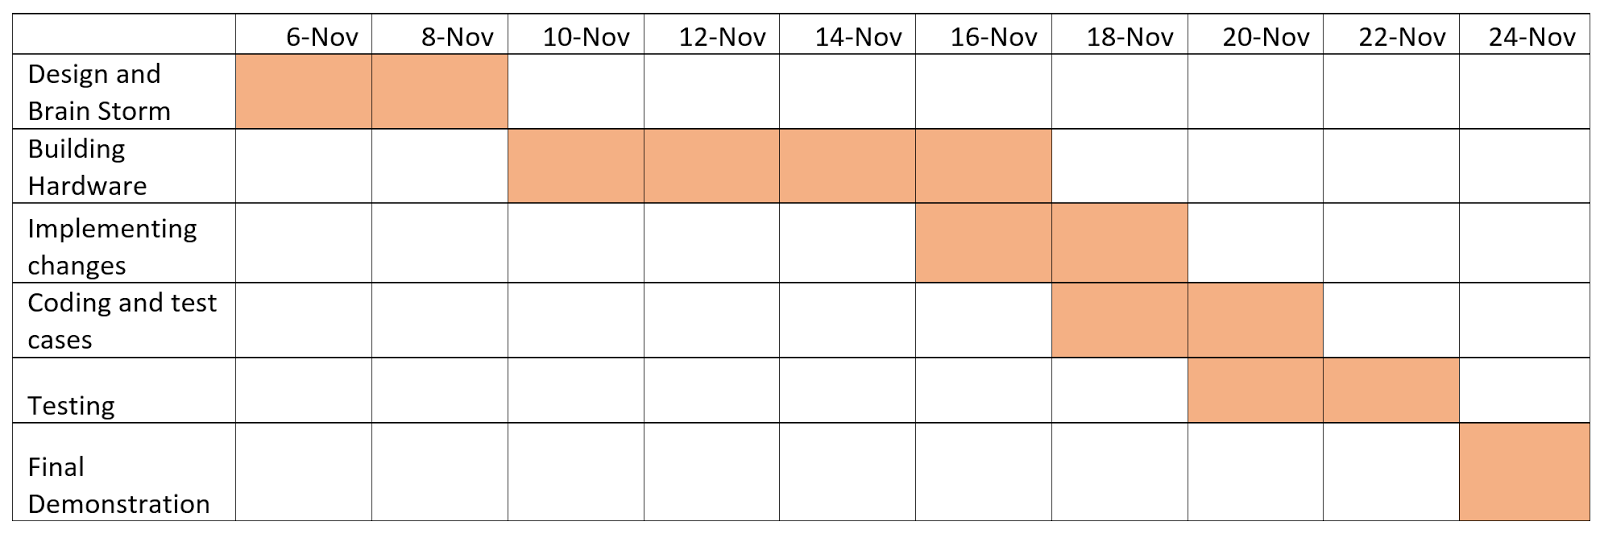 6-Nov 8-Nov 10-Nov 12-Nov 14-Nov 16-Nov 18-Nov 20-Nov 22-Nov 24-Nov
Design and
Brain Storm
Building
Hardware
Implementing
changes
Coding and test
cases
Testing
Final
Demonstration